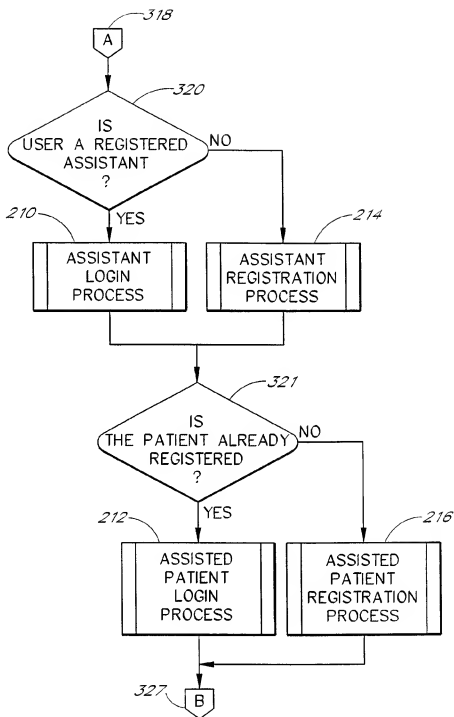 318
A
320
IS
USER A REGISTERED
ASSISTANT
?
NO
YES
210
214
ASSISTANT
LOGIN
PROCESS
ASSISTANT
REGISTRATION
PROCESS
321
IS
THE PATIENT ALREADY
REGISTERED
?
NO
YES
212
216
ASSISTED
PATIENT
LOGIN
PROCESS
ASSISTED
PATIENT
REGISTRATION
PROCESS
327
B